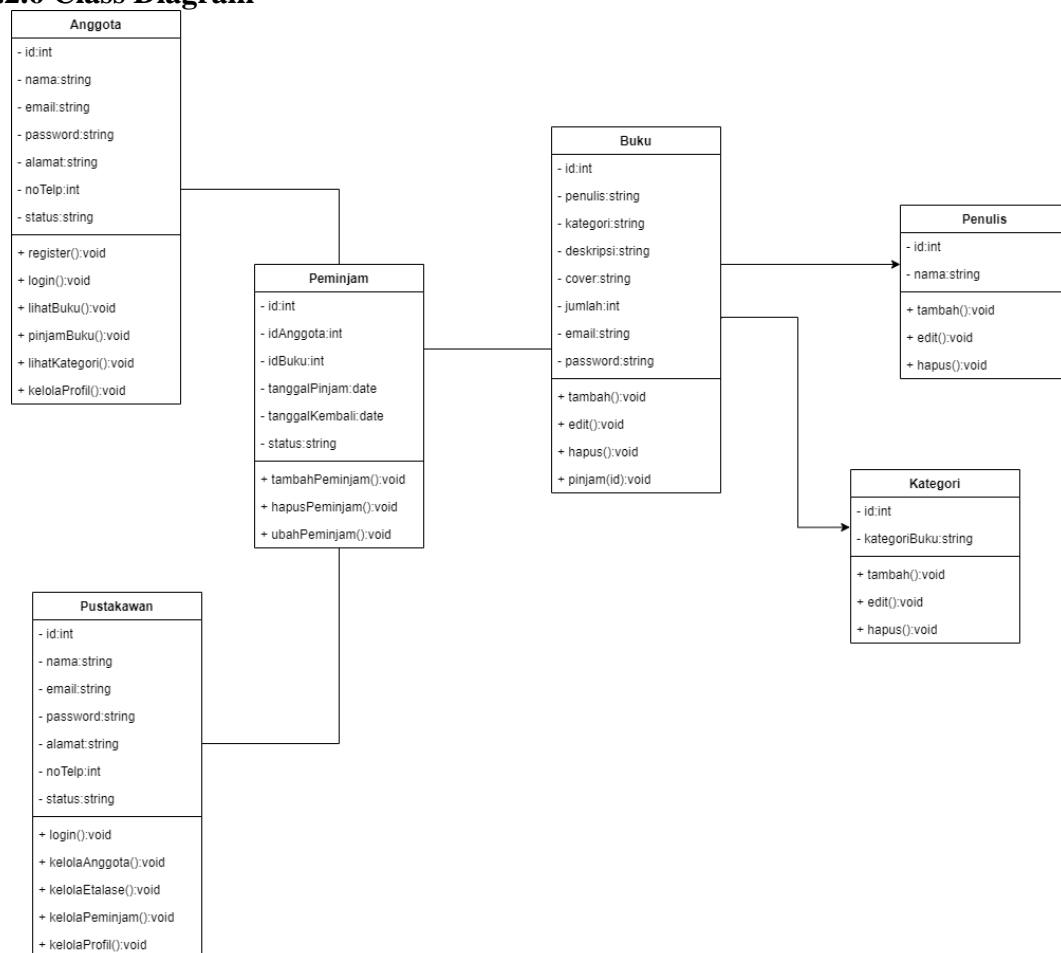 .2.6 Class Diagram
Anggota
- id:int
- nama:string
- email:string
- password:string
- alamat:string
- noTelp:int
- status:string
+ register():void
+ login():void
+ lihatBuku():void
+ pinjamBuku():void
+ lihatKategori():void
+ kelolaProfil():void
Peminjam
- id:int
- idAnggota:int
- idBuku:int
- tanggalPinjam:date
- tanggalKembali:date
- status:string
+ tambahPeminjam():void
+ hapusPeminjam():void
+ ubahPeminjam():void
Buku
- id:int
- penulis:string
- kategori:string
- deskripsi:string
- cover:string
- jumlah:int
- email:string
- password:string
+ tambah():void
+ edit():void
+ hapus():void
+ pinjam(id):void
Penulis
- id:int
- nama:string
+ tambah():void
+ edit():void
+ hapus():void
Kategori
- id:int
- kategoriBuku:string
+ tambah():void
+ edit():void
+ hapus():void
Pustakawan
- id:int
- nama:string
- email:string
- password:string
- alamat:string
- noTelp:int
- status:string
+ login():void
+ kelolaAnggota():void
+ kelolaEtalase():void
+ kelolaPeminjam():void
+ kelolaProfil():void